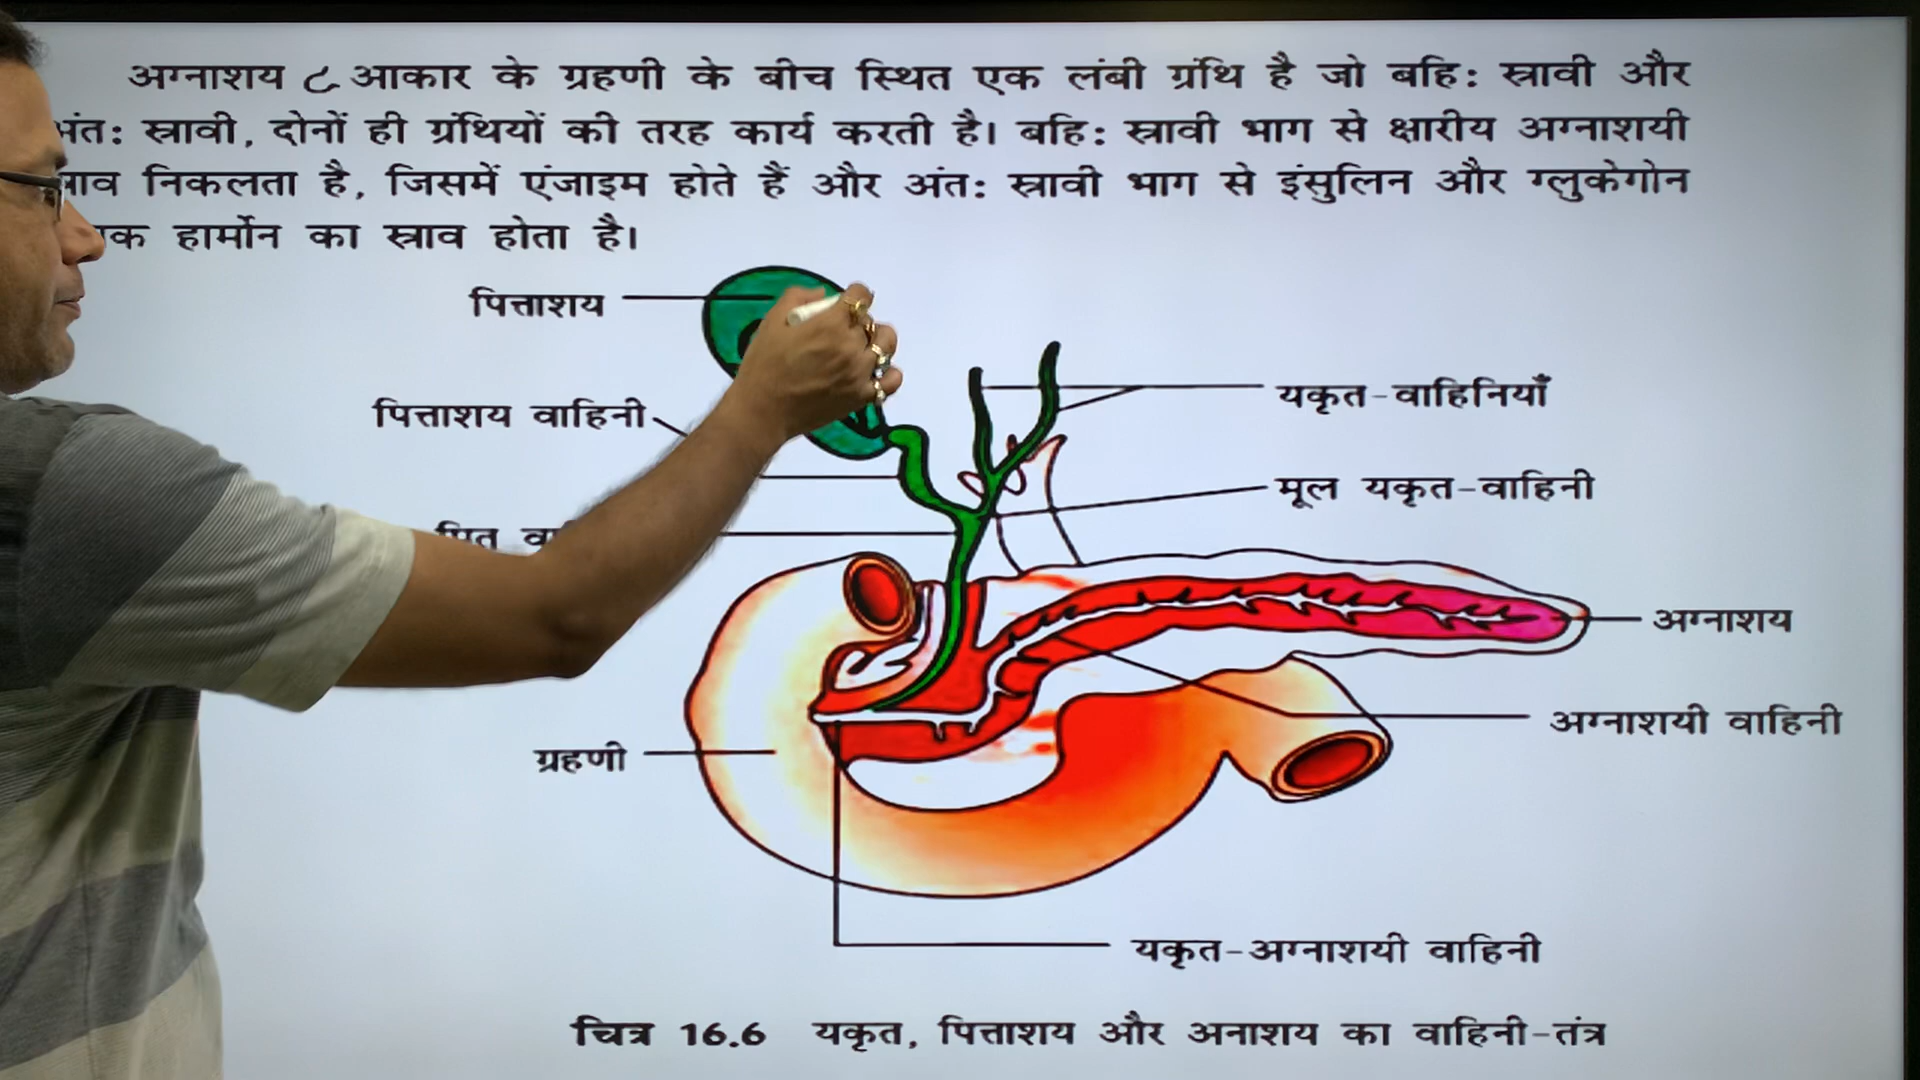 अग्नाशय ८ आकार के ग्रहणी के बीच स्थित एक लंबी ग्रंथि है जो बहि: स्रावी और
स्रावी, दोनों ही ग्रंथियों की तरह कार्य करती है। बहि: स्रावी भाग से क्षारीय अग्नाशयी
निकलता है, जिसमें एंजाइम होते हैं और अंत: स्रावी भाग से इंसुलिन और ग्लुकेगोन
हार्मोन का स्राव होता है।
पित्ताशय
पित्ताशय वाहिनी
यकृत-वाहिनियाँ
मूल यकृत-वाहिनी
अग्नाशय
अग्नाशयी वाहिनी
ग्रहणी
यकृत-अग्नाशयी वाहिनी
चित्र 16.6 यकृत, पित्ताशय और अनाशय का वाहिनी-तंत्र